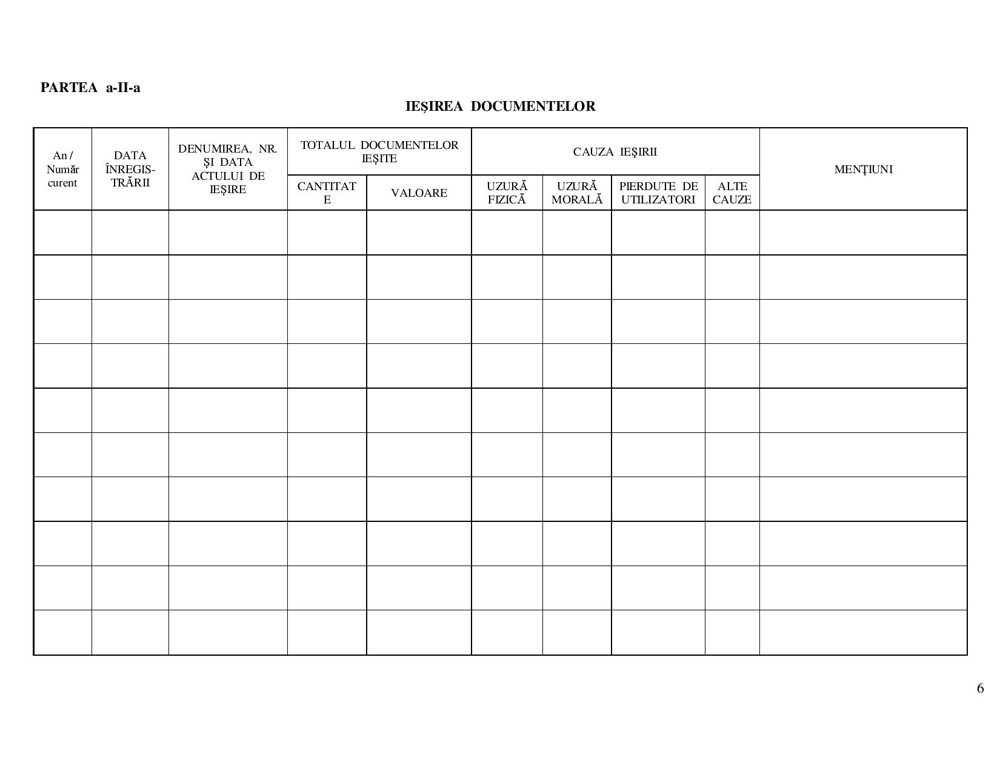 PARTEA a-II-a
IEŞIREA DOCUMENTELOR
An /
Număr
curent
DATA
ÎNREGIS-
TRĂRII
DENUMIREA, NR.
ŞI DATA
ACTULUI DE
IEŞIRE
TOTALUL DOCUMENTELOR
IEŞITE
CANTITAT
E
VALOARE
CAUZA IEŞIRII
UZURĂ
FIZICĂ
UZURĂ
MORALĂ
PIERDUTE DE
UTILIZATORI
ALTE
CAUZE
MENŢIUNI
6